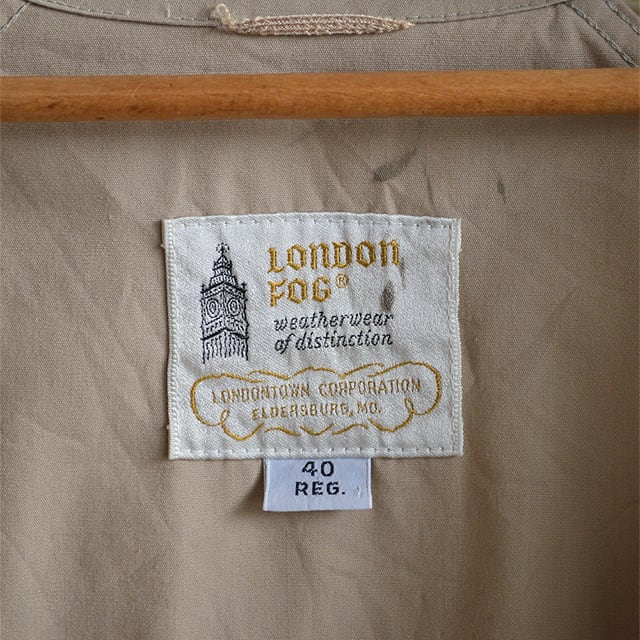 LONDON
FOG®
weatherwear
of distinction
LONDONTOWN CORPORATION
ELDERSBURG, MD.
40
REG.